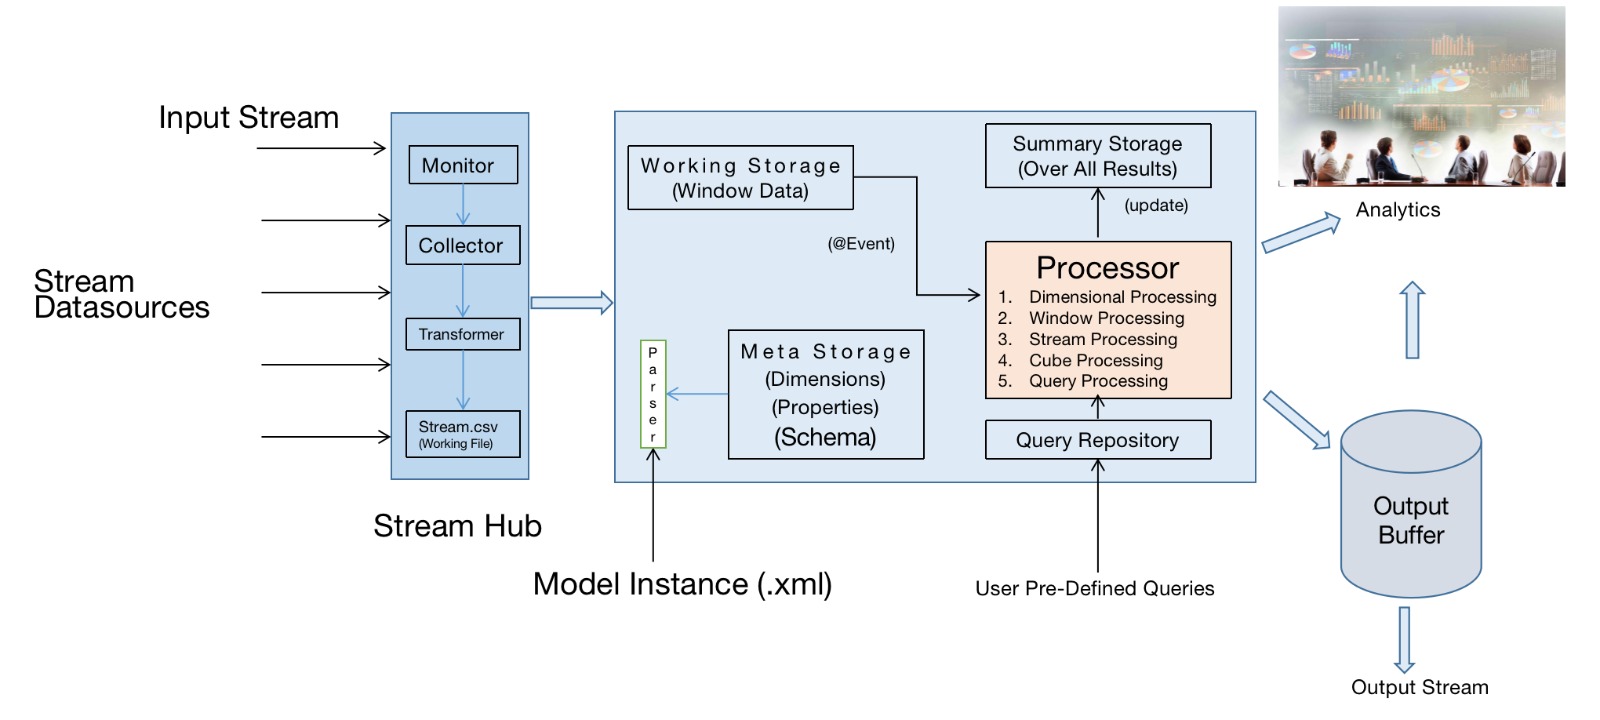 Input Stream
Stream
Datasources
Monitor
Collector
Transformer
Stream.csv
(Working File)
Stream Hub
Working Storage
(Window Data)
(@Event)
Parser
Meta Storage
(Dimensions)
(Properties)
(Schema)
Model Instance (.xml)
Summary Storage
(Over All Results)
(update)
Processor
1. Dimensional Processing
2. Window Processing
3. Stream Processing
4. Cube Processing
5. Query Processing
Query Repository
User Pre-Defined Queries
Analytics
Output
Buffer
Output Stream